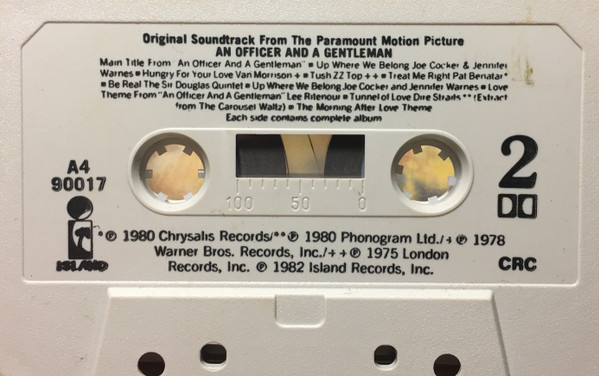 Original Soundtrack From The Paramount Motion Picture
AN OFFICER AND A GENTLEMAN
Main Title From "An Officer And A Gentleman" ■ Up Where We Belong Joe Cocker & Jennifer
Warnes ■ Hungry For Your Love Van Morrison + ■ Tush ZZ Top + + ■ Treat Me Right Pat Benatar*
■ Be Real The Sir Douglas Quintet ■ Up Where We Belong Joe Cocker and Jennifer Warnes ■ Love
Theme From "An Officer And A Gentleman" Lee Ritenour ■ Tunnel of Love Dire Straits ** (Extract
from The Carousel Waltz) ■ The Morning After Love Theme
Each side contains complete album
A4
90017
2
100 50 0
ISLAND
*℗ 1980 Chrysalis Records/**℗ 1980 Phonogram Ltd./+ ℗ 1978
Warner Bros. Records, Inc./+ +℗ 1975 London
Records, Inc. ℗ 1982 Island Records, Inc.
CRC